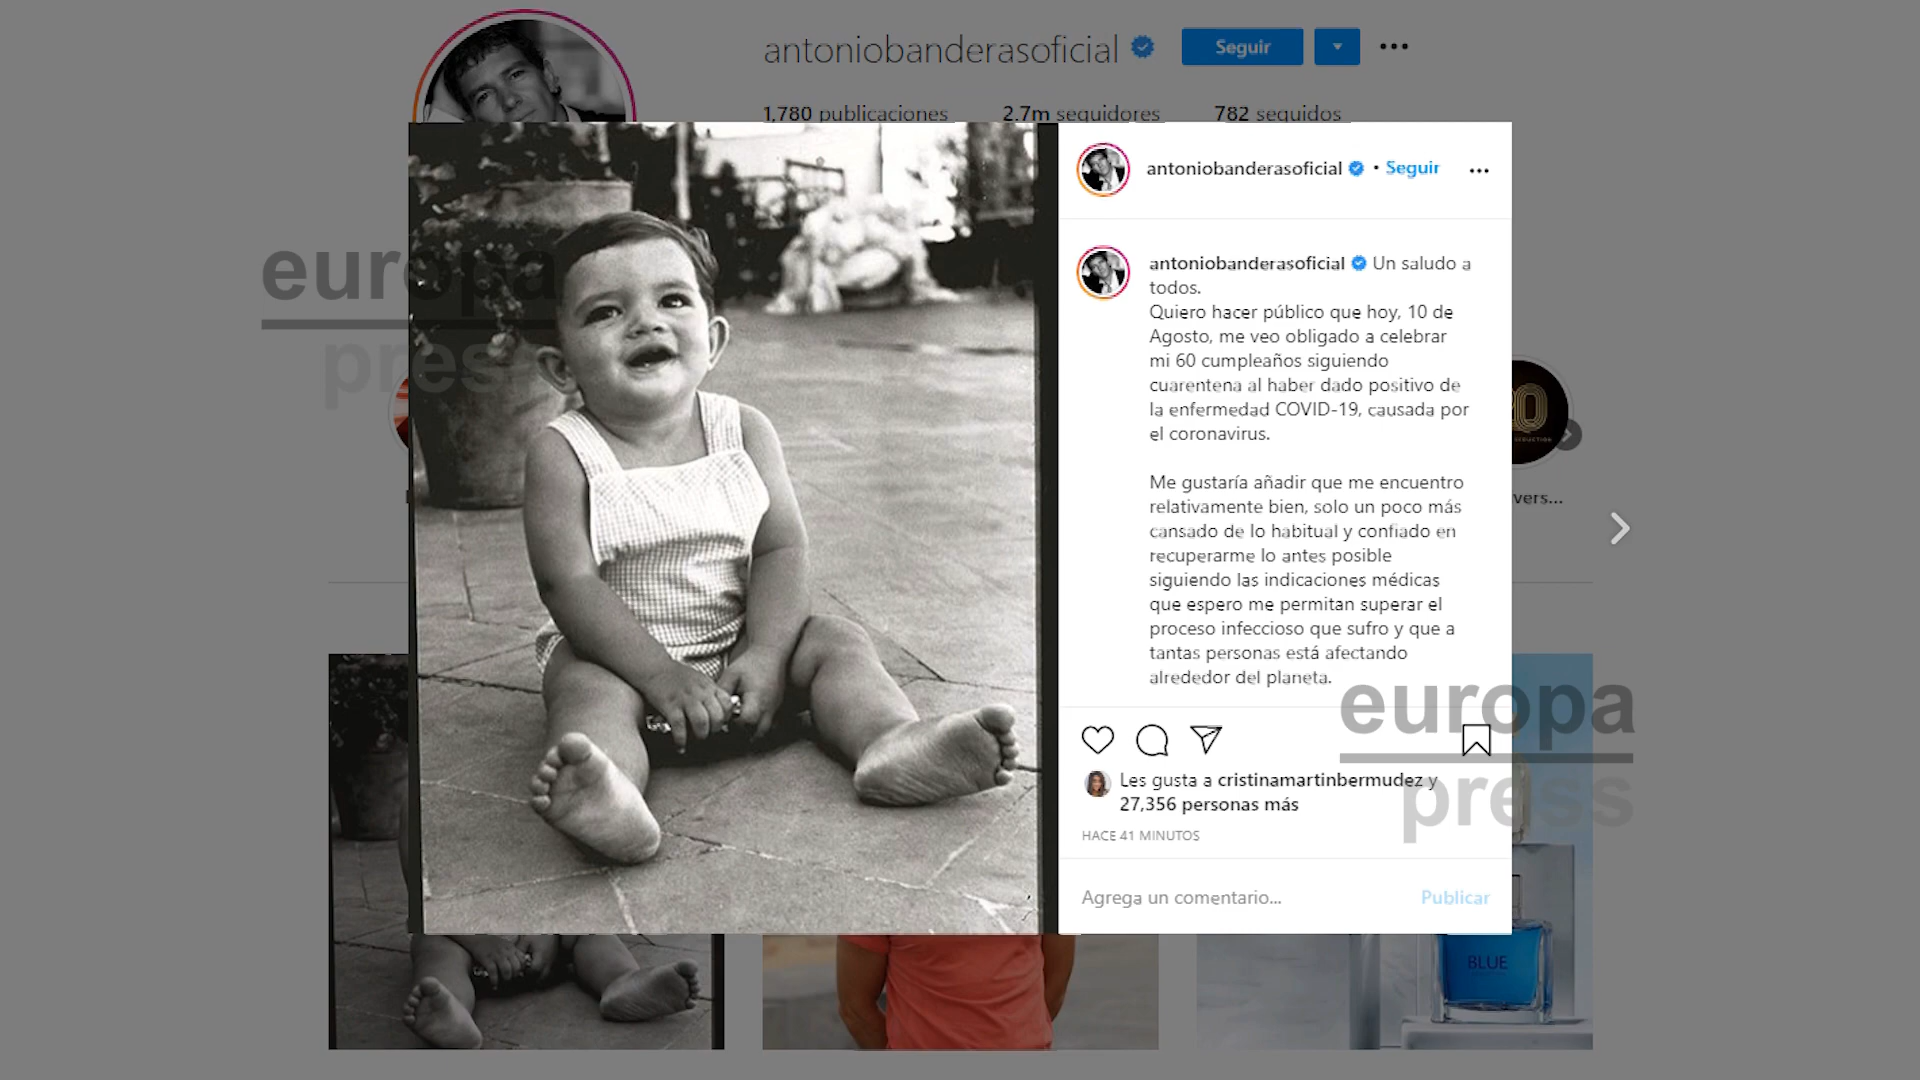 antoniobanderasoficial
Seguir
1,780 publicaciones 2.7m seguidores 782 seguidos
antoniobanderasoficial • Seguir
europa
press
antoniobanderasoficial Un saludo a
todos.
Quiero hacer público que hoy, 10 de
Agosto, me veo obligado a celebrar
mi 60 cumpleaños siguiendo
cuarentena al haber dado positivo de
la enfermedad COVID-19, causada por
el coronavirus.
Me gustaría añadir que me encuentro
relativamente bien, solo un poco más
cansado de lo habitual y confiado en
recuperarme lo antes posible
siguiendo las indicaciones médicas
que espero me permitan superar el
proceso infeccioso que sufro y que a
tantas personas está afectando
alrededor del planeta.
vers...
europa
press
Les gusta a cristinamartinbermudez y
27,356 personas más
HACE 41 MINUTOS
Agrega un comentario... Publicar
BLUE